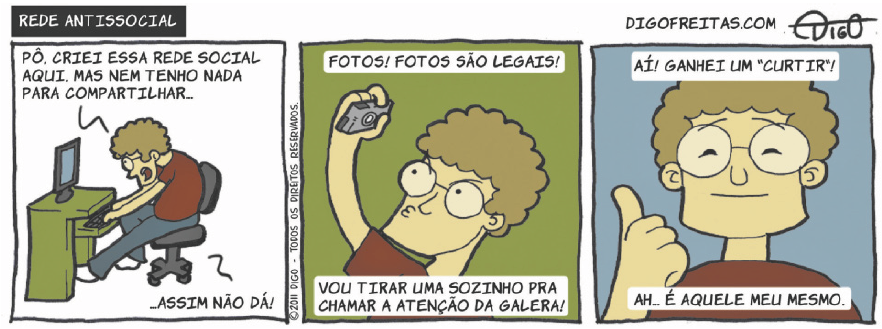 REDE ANTISSOCIAL
DIGOFREITAS.COM
DIGO
PÔ, CRIEI ESSA REDE SOCIAL
AQUI, MAS NEM TENHO NADA
PARA COMPARTILHAR...
...ASSIM NÃO DÁ!
©2011 DIGO - TODOS OS DIREITOS RESERVADOS.
FOTOS! FOTOS SÃO LEGAIS!
VOU TIRAR UMA SOZINHO PRA
CHAMAR A ATENÇÃO DA GALERA!
AÍ! GANHEI UM "CURTIR"!
AH... É AQUELE MEU MESMO.